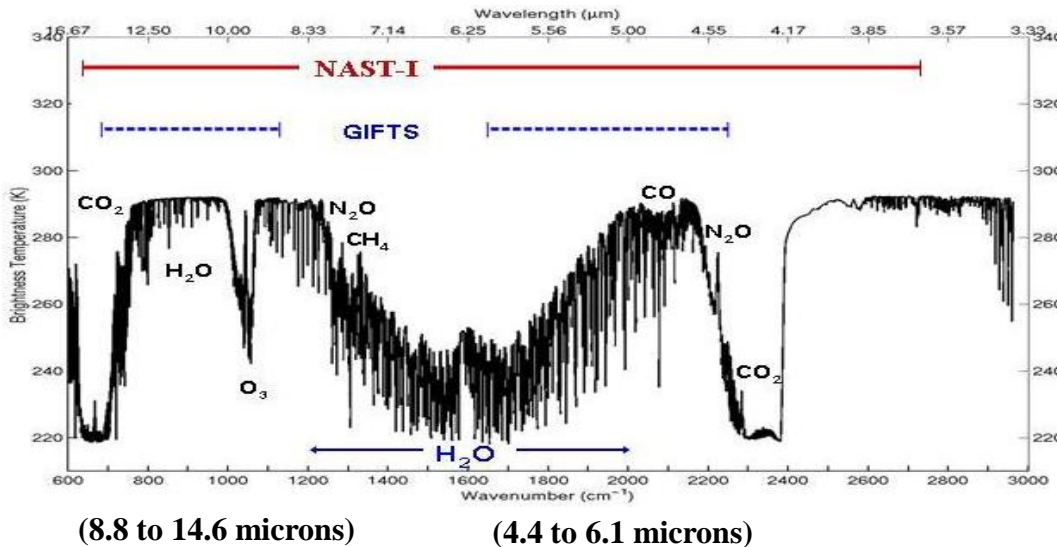 Wavelength (μm)
16.67 12.50 10.00 8.33 7.14 6.25 5.56 5.00 4.55 4.17 3.85 3.57 3.33
340 340
NAST-I
320 320
GIFTS
300 300
CO₂ N₂O CO
CH₄ N₂O
280 280
H₂O
260 260
240 240
O₃ CO₂
220 220
H₂O
600 800 1000 1200 1400 1600 1800 2000 2200 2400 2600 2800 3000
Wavenumber (cm⁻¹)
Brightness Temperature (K)
(8.8 to 14.6 microns) (4.4 to 6.1 microns)